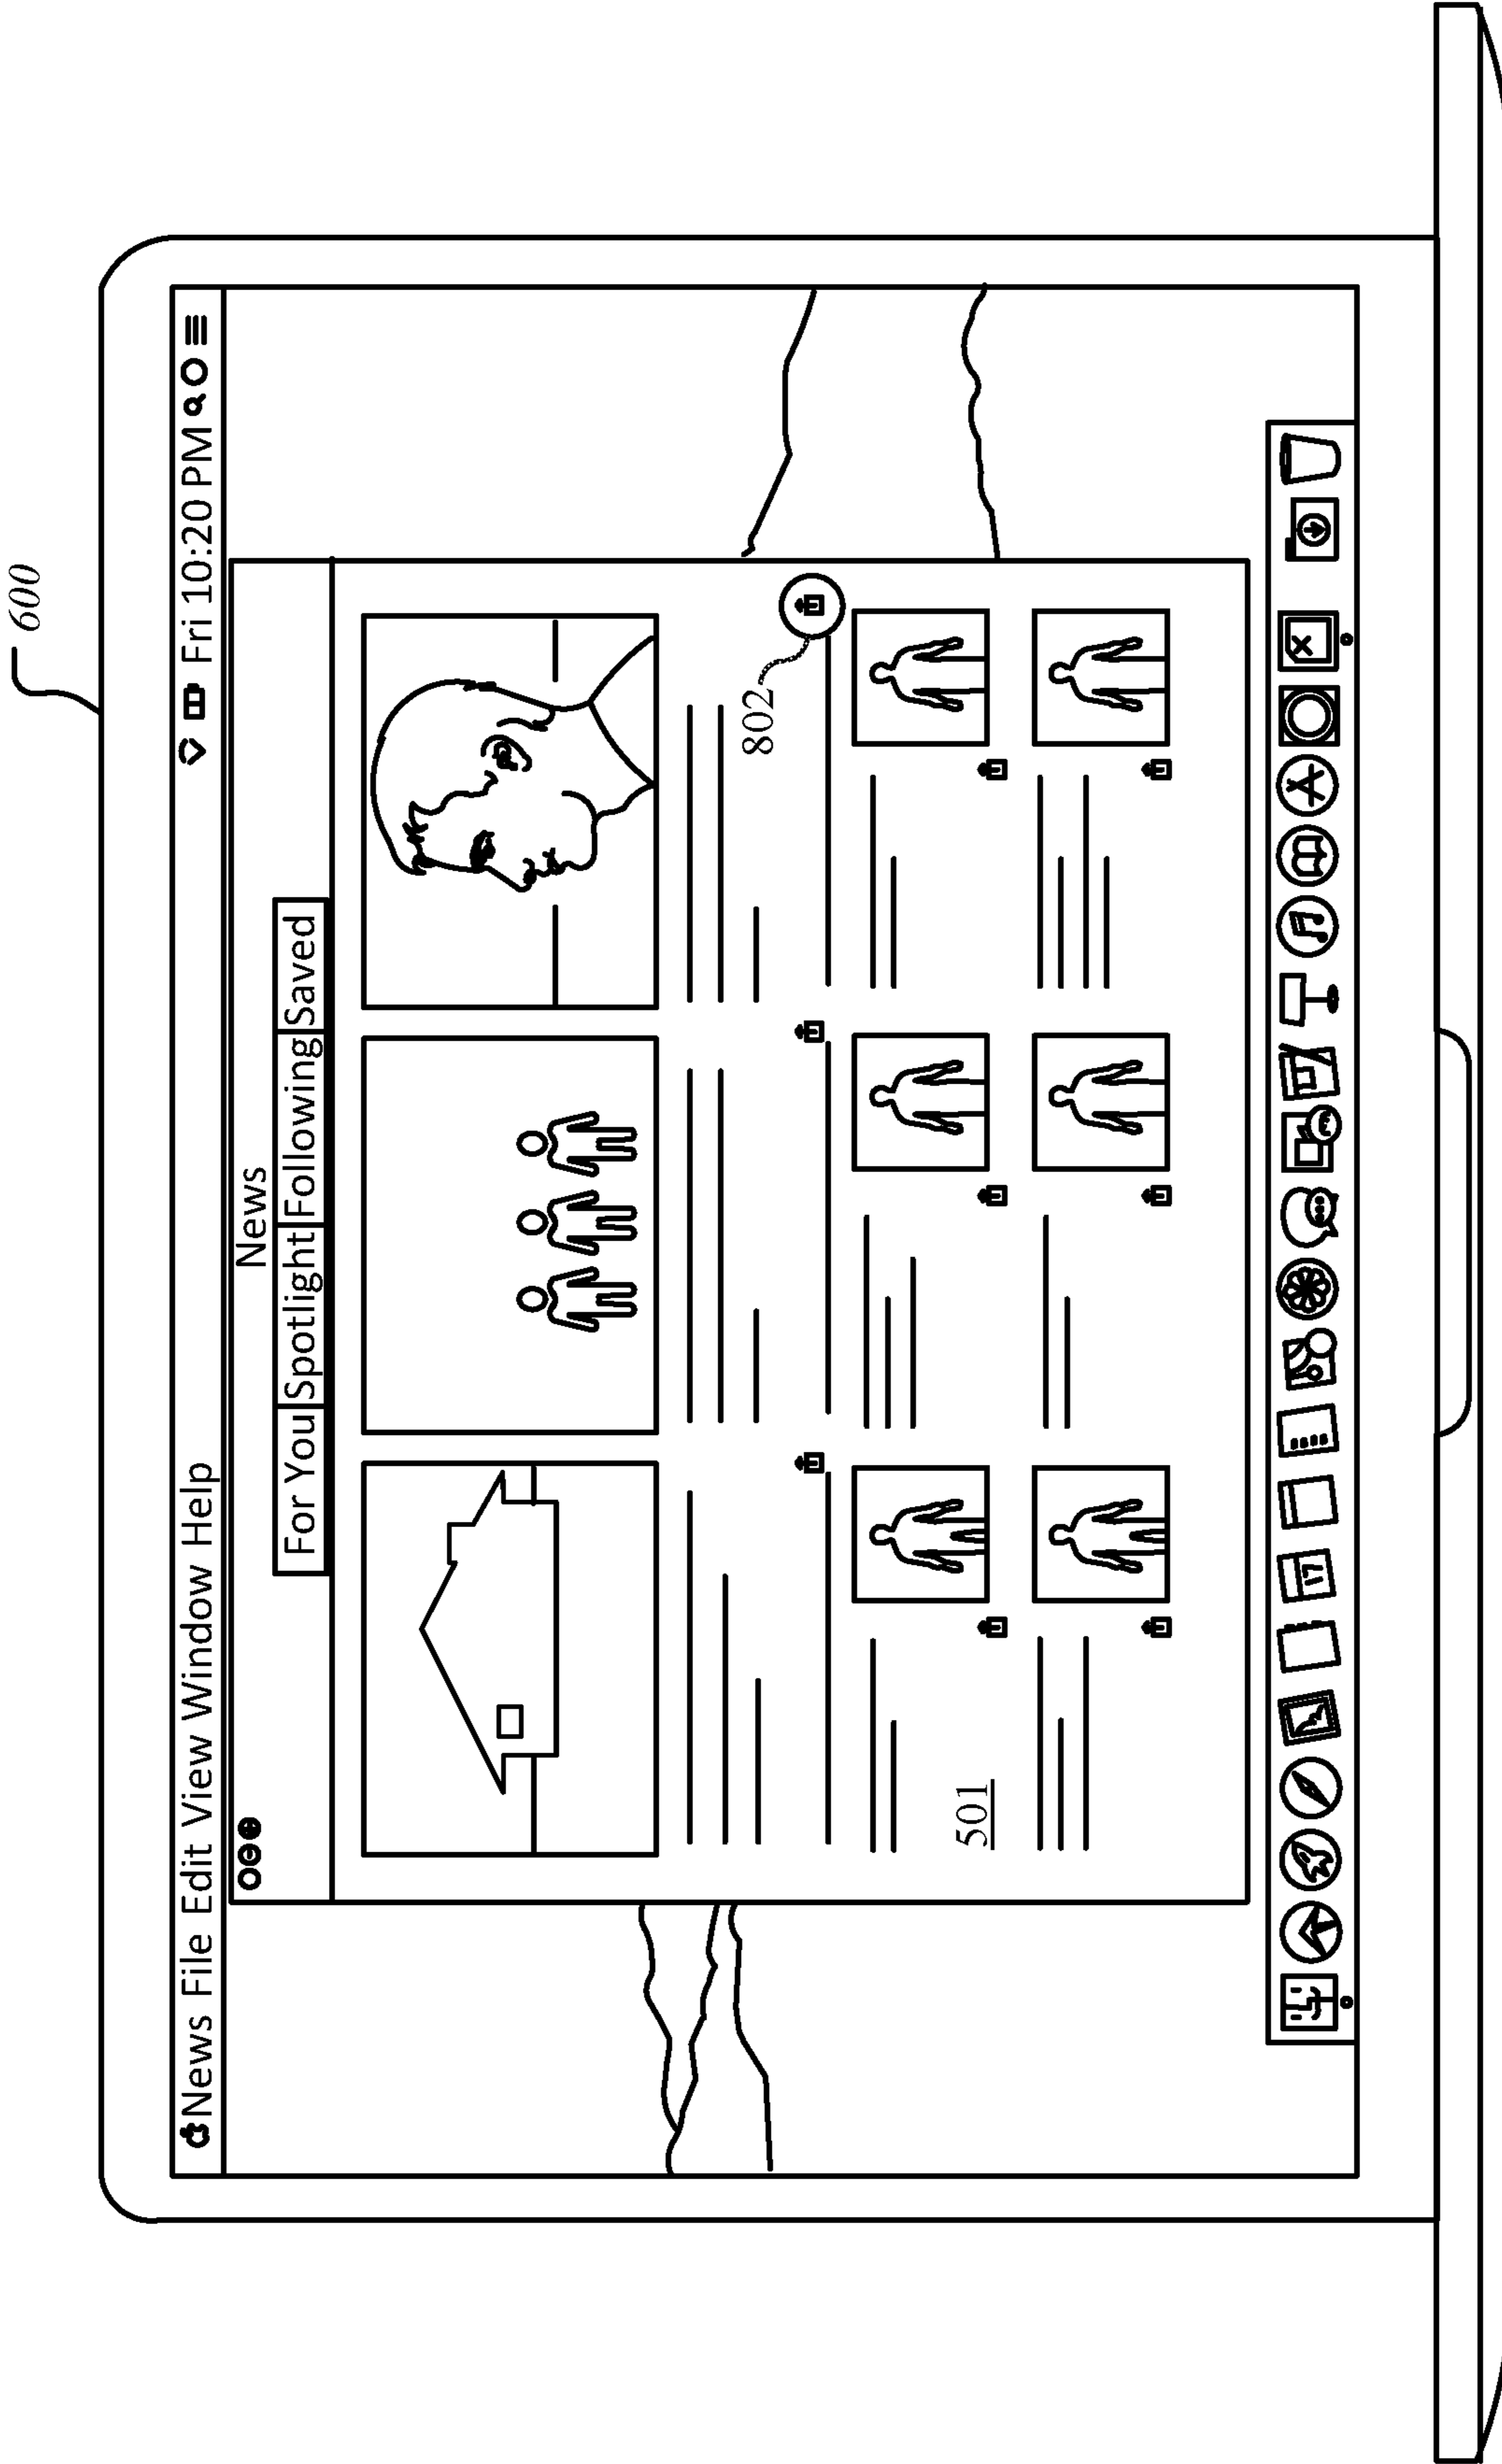 600
News File Edit View Window Help Fri 10:20 PM
News
For You Spotlight Following Saved
802
501
17